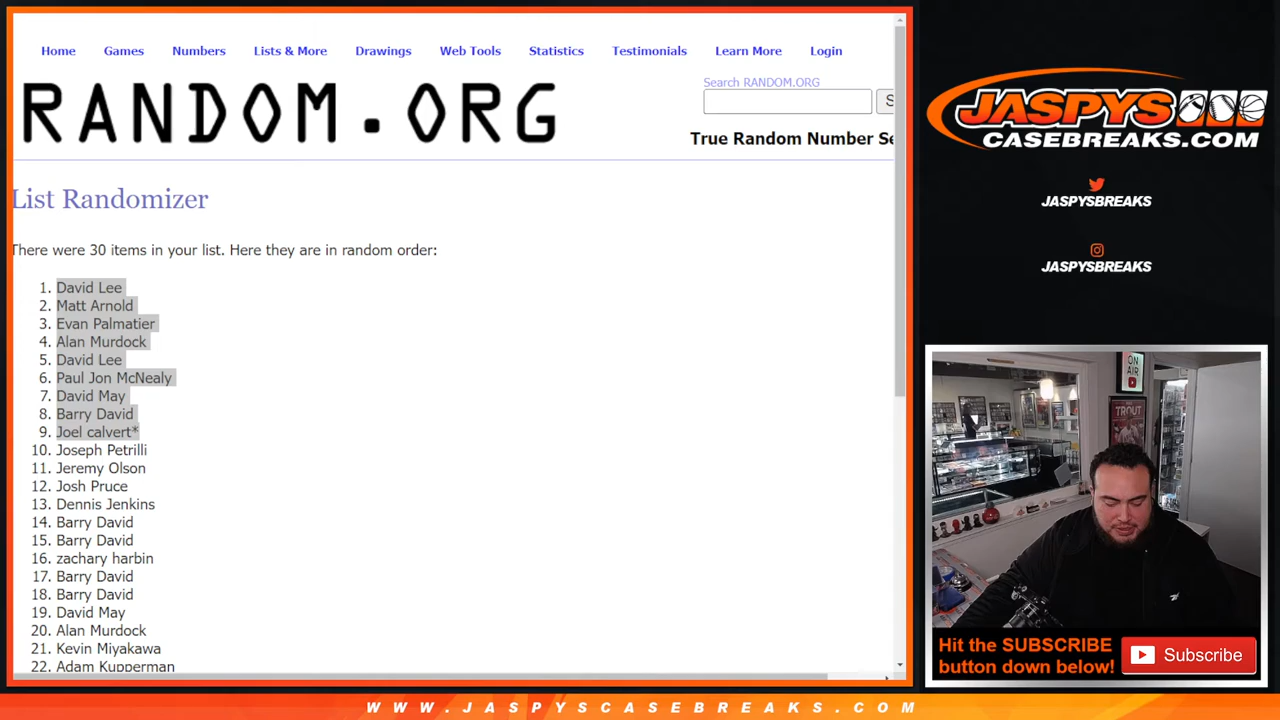 Home Games Numbers Lists & More Drawings Web Tools Statistics Testimonials Learn More Login
Search RANDOM.ORG
RANDOM.ORG
S
True Random Number Se
List Randomizer
There were 30 items in your list. Here they are in random order:
1. David Lee
2. Matt Arnold
3. Evan Palmatier
4. Alan Murdock
5. David Lee
6. Paul Jon McNealy
7. David May
8. Barry David
9. Joel calvert*
10. Joseph Petrilli
11. Jeremy Olson
12. Josh Pruce
13. Dennis Jenkins
14. Barry David
15. Barry David
16. zachary harbin
17. Barry David
18. Barry David
19. David May
20. Alan Murdock
21. Kevin Miyakawa
22. Adam Kupperman
JASPYS
CASEBREAKS.COM
JASPYSBREAKS
JASPYSBREAKS
ON
AIR
TROUT
Hit the SUBSCRIBE
button down below!
Subscribe
WWW.JASPYSCASEBREAKS.COM